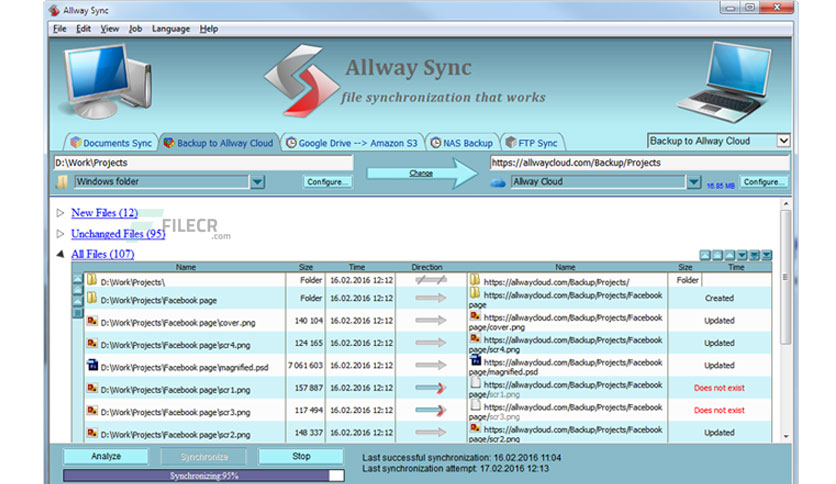 Allway Sync
File Edit View Job Language Help
Allway Sync
file synchronization that works
Documents Sync Backup to Allway Cloud Google Drive --> Amazon S3 NAS Backup FTP Sync Backup to Allway Cloud
D:\Work\Projects Change https://allwaycloud.com/Backup/Projects
Windows folder Configure... Allway Cloud 16.85 MB Configure...
New Files (12)
FILECR
.com
Unchanged Files (95)
All Files (107)
Name Size Time Direction Name Size Time
D:\Work\Projects\ Folder 16.02.2016 12:12 https://allwaycloud.com/Backup/Projects/ Folder
D:\Work\Projects\Facebook page Folder 16.02.2016 12:12 https://allwaycloud.com/Backup/Projects/Facebook Created
page
D:\Work\Projects\Facebook page\cover.png 140 104 16.02.2016 12:12 https://allwaycloud.com/Backup/Projects/Facebook Updated
page/cover.png
D:\Work\Projects\Facebook page\scr4.png 124 165 16.02.2016 12:12 https://allwaycloud.com/Backup/Projects/Facebook Updated
page/scr4.png
D:\Work\Projects\Facebook page\magnified.psd 7 061 603 16.02.2016 12:12 https://allwaycloud.com/Backup/Projects/Facebook Updated
page/magnified.psd
D:\Work\Projects\Facebook page\scr1.png 157 887 16.02.2016 12:12 https://allwaycloud.com/Backup/Projects/Facebook Does not exist
page/scr1.png
D:\Work\Projects\Facebook page\scr3.png 117 494 16.02.2016 12:12 https://allwaycloud.com/Backup/Projects/Facebook Does not exist
page/scr3.png
D:\Work\Projects\Facebook page\scr2.png 148 337 16.02.2016 12:12 https://allwaycloud.com/Backup/Projects/Facebook Updated
page/scr2.png
Analyze Synchronize Stop
Last successful synchronization: 16.02.2016 11:04
Last synchronization attempt: 17.02.2016 12:13
Synchronizing:95%